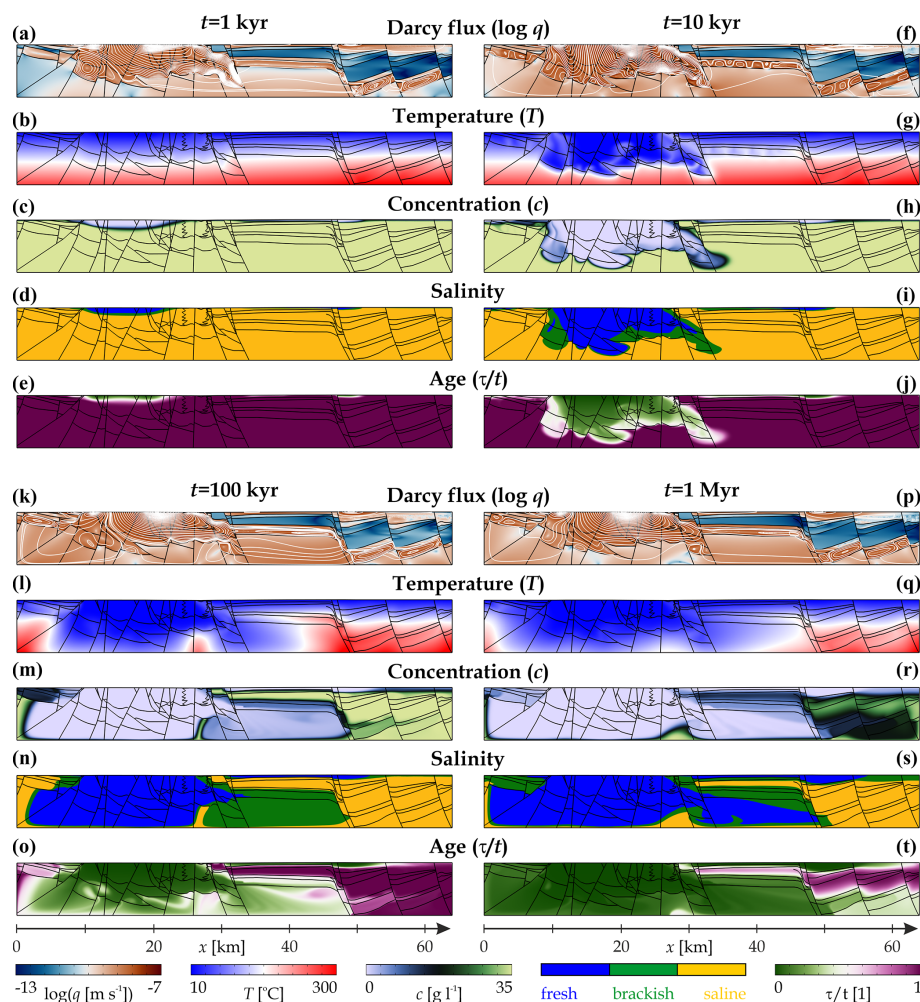 t=1 kyr t=10 kyr
(a) Darcy flux (log q) (f)
(b) Temperature (T) (g)
(c) Concentration (c) (h)
(d) Salinity (i)
(e) Age (τ/t) (j)
t=100 kyr t=1 Myr
(k) Darcy flux (log q) (p)
(l) Temperature (T) (q)
(m) Concentration (c) (r)
(n) Salinity (s)
(o) Age (τ/t) (t)
0 20 x [km] 40 60 0 20 x [km] 40 60
-13 log(q [m s⁻¹) -7 10 T [°C] 300 0 c [g l⁻¹] 35 fresh brackish saline 0 τ/t [1] 1